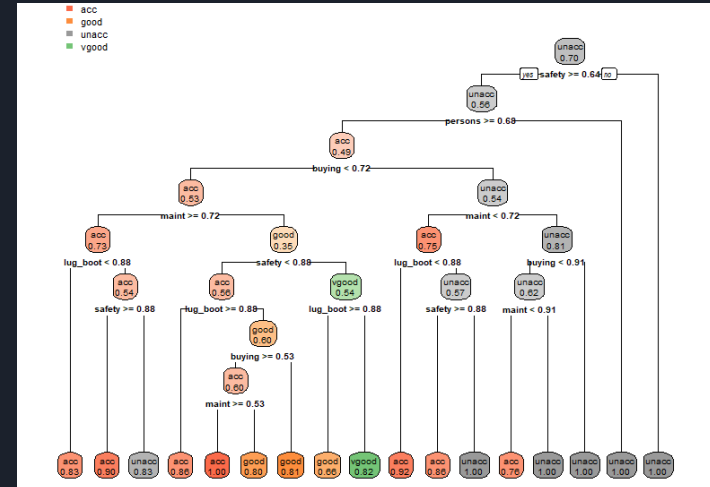 acc
good
unacc
vgood
unacc
0.70
yes safety >= 0.64 no
unacc
0.56
persons >= 0.68
acc
0.49
buying < 0.72
acc unacc
0.53 0.54
maint >= 0.72 maint < 0.72
acc good acc unacc
0.73 0.35 0.75 0.81
lug_boot < 0.88 safety < 0.88 lug_boot < 0.88 buying < 0.91
acc acc vgood unacc unacc
0.54 0.56 0.54 0.57 0.62
safety >= 0.88 lug_boot >= 0.88 lug_boot >= 0.88 safety >= 0.88 maint < 0.91
good
0.60
buying >= 0.53
acc
0.60
maint >= 0.53
acc acc unacc acc acc good good good vgood acc acc unacc acc unacc unacc unacc unacc
0.83 0.90 0.83 0.86 1.00 0.80 0.81 0.66 0.82 0.92 0.86 1.00 0.76 1.00 1.00 1.00 1.00